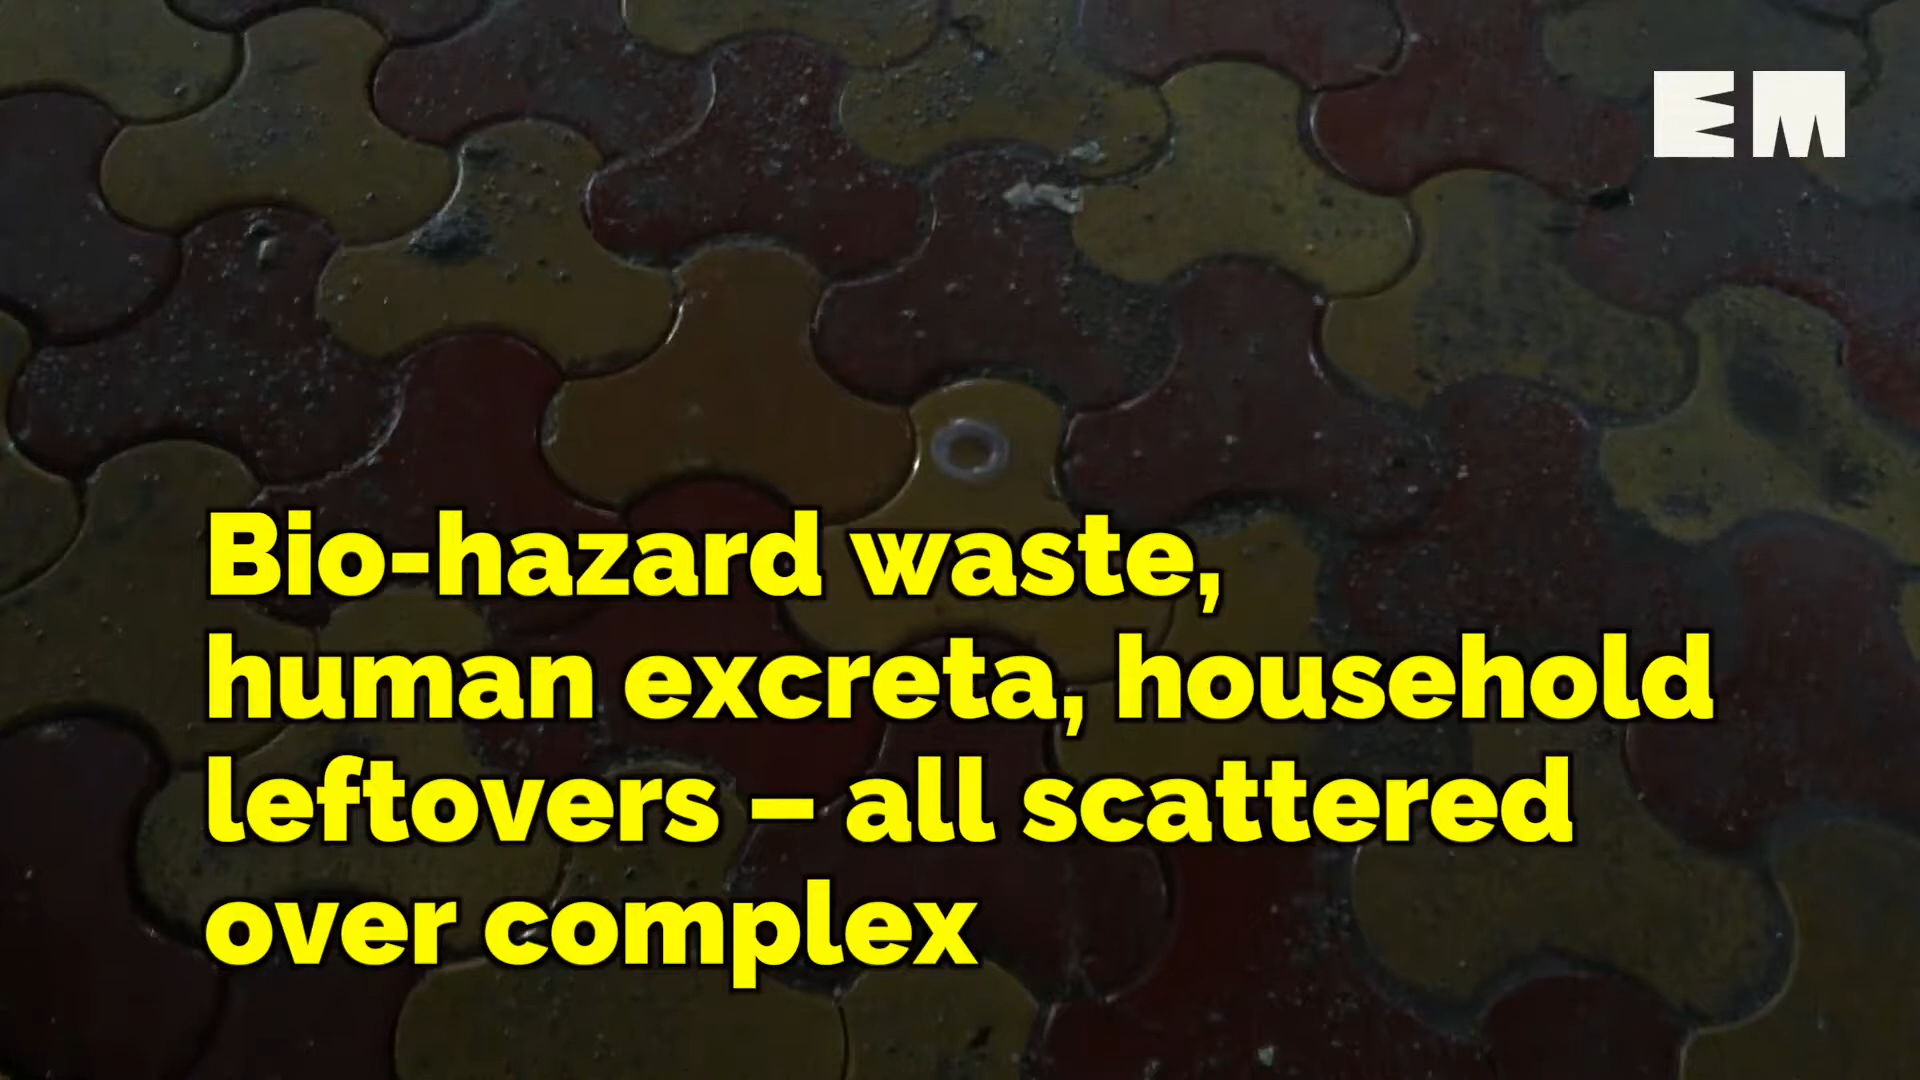 EM
Bio-hazard waste,
human excreta, household
leftovers – all scattered
over complex